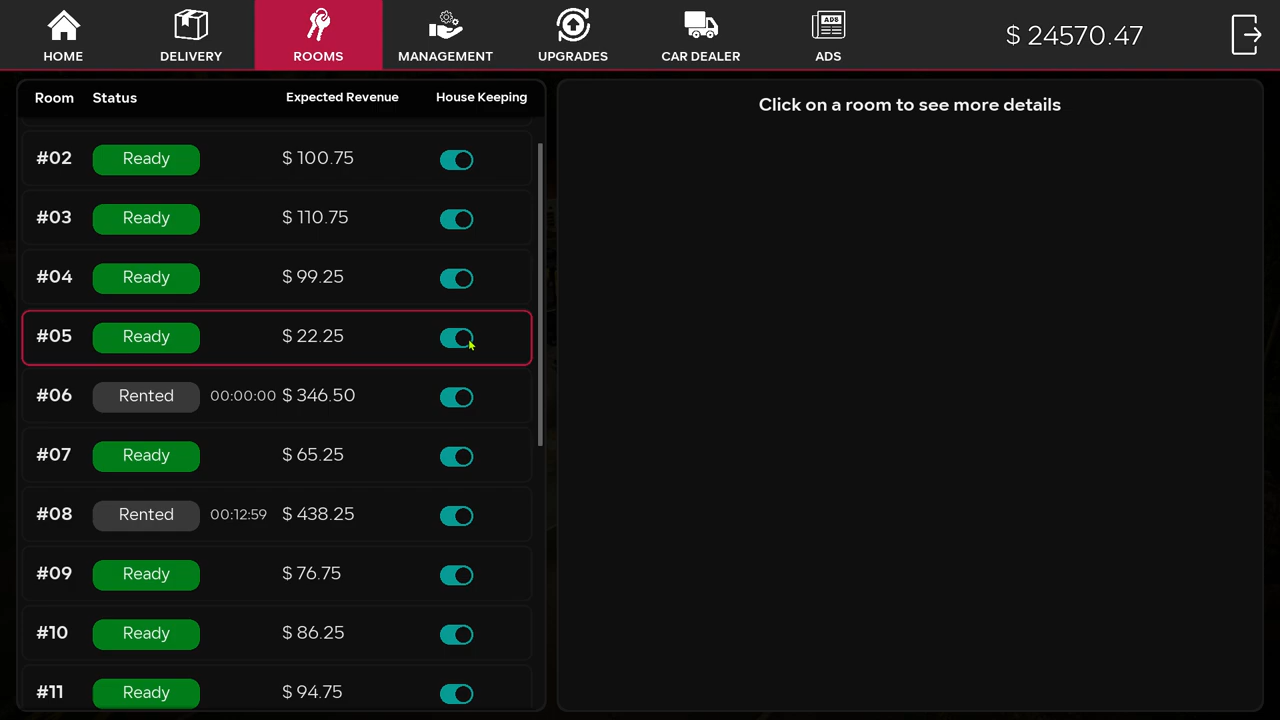 HOME DELIVERY ROOMS MANAGEMENT UPGRADES CAR DEALER ADS ADS $ 24570.47
Room Status Expected Revenue House Keeping
Click on a room to see more details
#02 Ready $ 100.75
#03 Ready $ 110.75
#04 Ready $ 99.25
#05 Ready $ 22.25
#06 Rented 00:00:00 $ 346.50
#07 Ready $ 65.25
#08 Rented 00:12:59 $ 438.25
#09 Ready $ 76.75
#10 Ready $ 86.25
#11 Ready $ 94.75